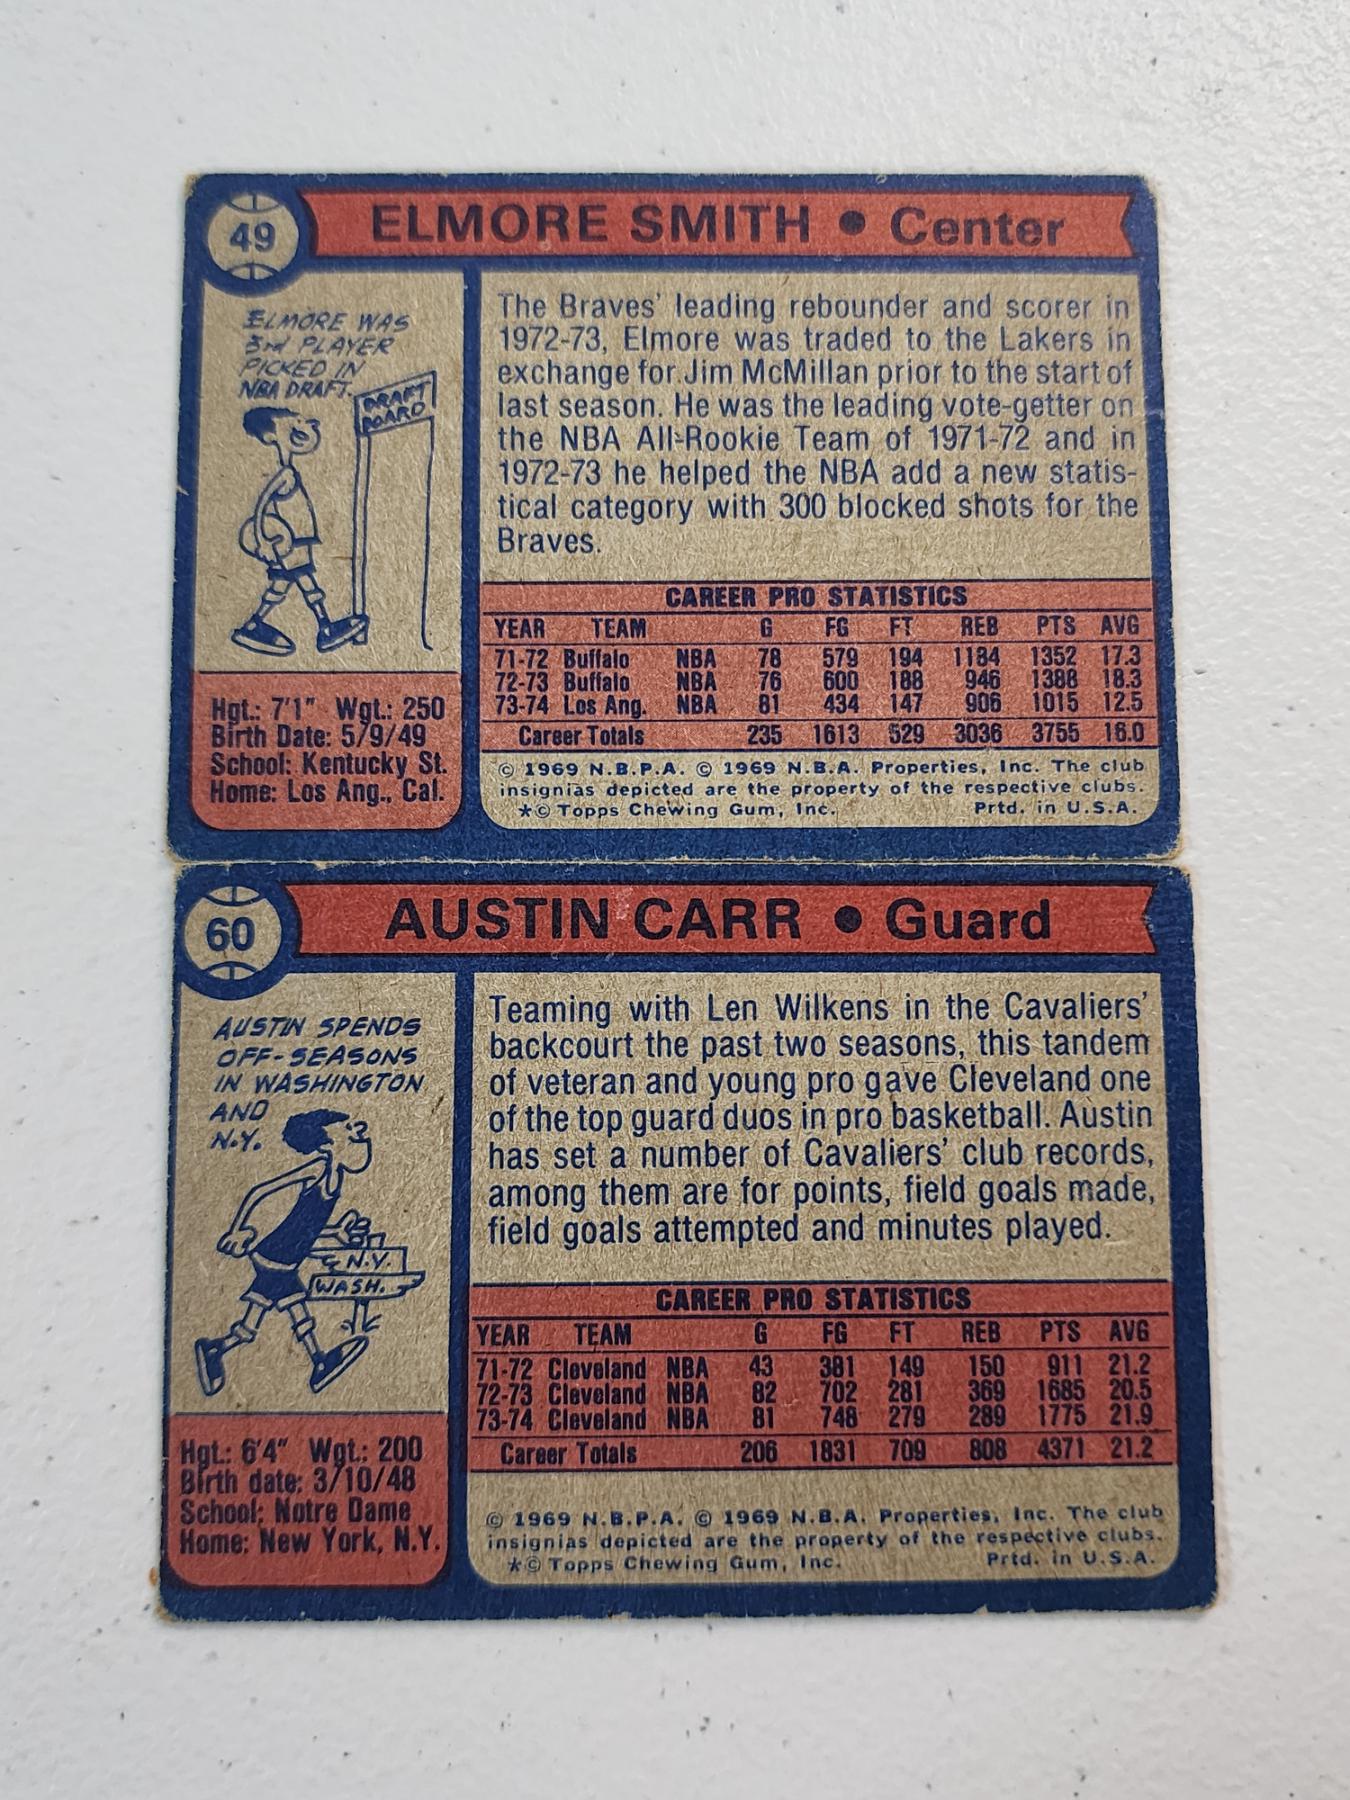 49
ELMORE SMITH • Center
ELMORE WAS
3rd PLAYER
PICKED IN
NBA DRAFT.
DRAFT
BOARD
The Braves' leading rebounder and scorer in
1972-73, Elmore was traded to the Lakers in
exchange for Jim McMillan prior to the start of
last season. He was the leading vote-getter on
the NBA All-Rookie Team of 1971-72 and in
1972-73 he helped the NBA add a new statis-
tical category with 300 blocked shots for the
Braves.
Hgt.: 7'1" Wgt.: 250
Birth Date: 5/9/49
School: Kentucky St.
Home: Los Ang., Cal.
CAREER PRO STATISTICS
YEAR TEAM G FG FT REB PTS AVG
71-72 Buffalo NBA 78 579 194 1184 1352 17.3
72-73 Buffalo NBA 76 600 188 946 1388 18.3
73-74 Los Ang. NBA 81 434 147 906 1015 12.5
Career Totals 235 1613 529 3036 3755 16.0
© 1969 N.B.P.A. © 1969 N.B.A. Properties, Inc. The club
insignias depicted are the property of the respective clubs.
*© Topps Chewing Gum, Inc. Prtd. in U.S.A.
60
AUSTIN CARR • Guard
AUSTIN SPENDS
OFF-SEASONS
IN WASHINGTON
AND
N.Y.
N.Y.
WASH.
Teaming with Len Wilkens in the Cavaliers'
backcourt the past two seasons, this tandem
of veteran and young pro gave Cleveland one
of the top guard duos in pro basketball. Austin
has set a number of Cavaliers' club records,
among them are for points, field goals made,
field goals attempted and minutes played.
Hgt.: 6'4" Wgt.: 200
Birth date: 3/10/48
School: Notre Dame
Home: New York, N.Y.
CAREER PRO STATISTICS
YEAR TEAM G FG FT REB PTS AVG
71-72 Cleveland NBA 43 381 149 150 911 21.2
72-73 Cleveland NBA 82 702 281 369 1685 20.5
73-74 Cleveland NBA 81 748 279 289 1775 21.9
Career Totals 206 1831 709 808 4371 21.2
© 1969 N.B.P.A. © 1969 N.B.A. Properties, Inc. The club
insignias depicted are the property of the respective clubs.
*© Topps Chewing Gum, Inc. Prtd. in U.S.A.